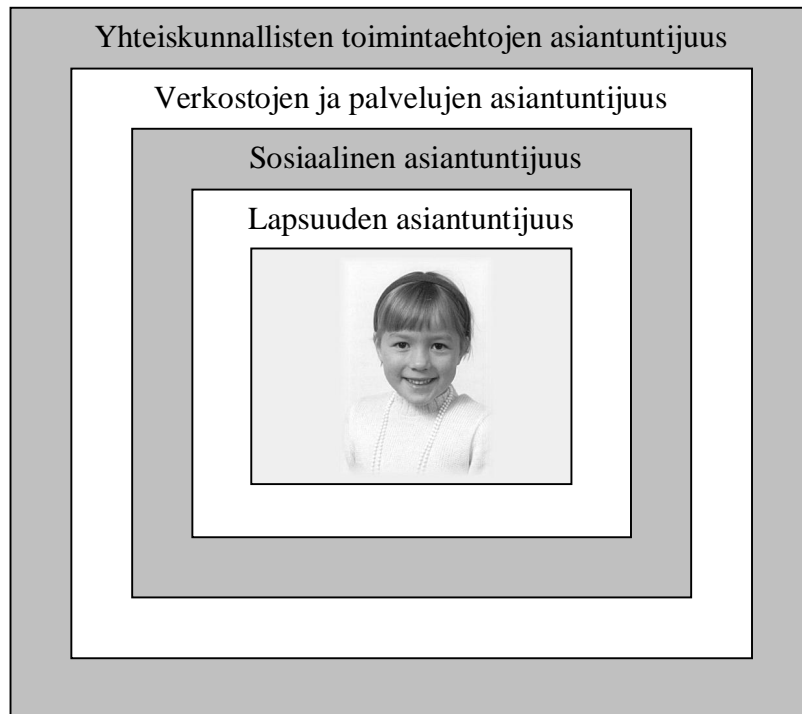 Yhteiskunnallisten toimintaehtojen asiantuntijuus
Verkostojen ja palvelujen asiantuntijuus
Sosiaalinen asiantuntijuus
Lapsuuden asiantuntijuus